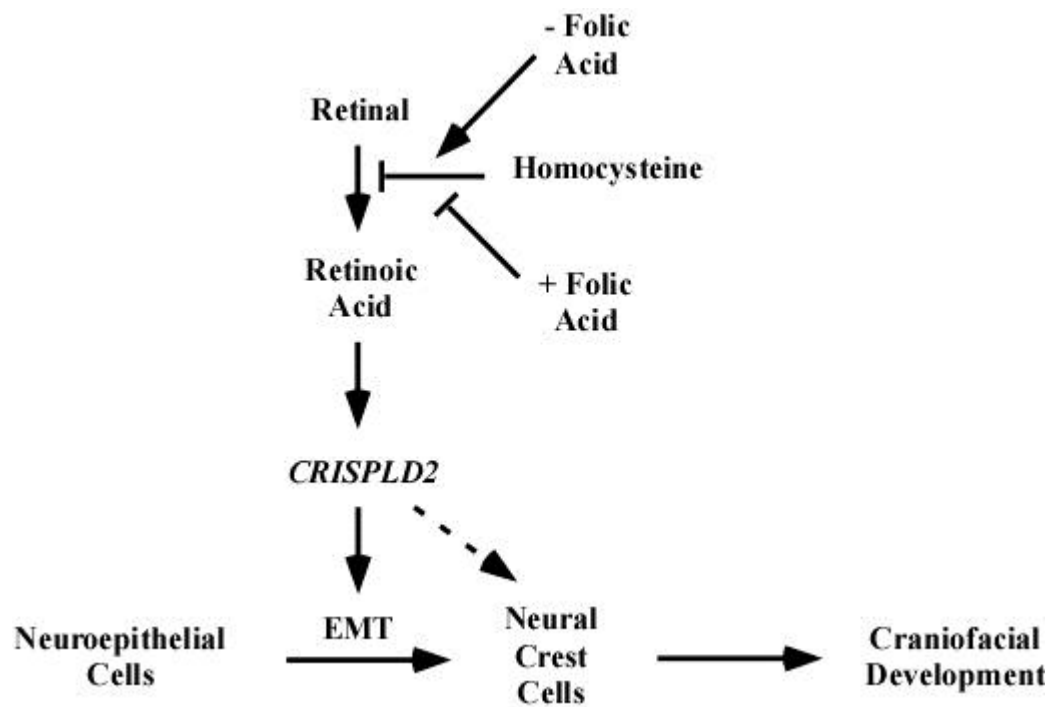 - Folic
Acid
Retinal
Homocysteine
Retinoic
Acid
+ Folic
Acid
CRISPLD2
EMT
Neuroepithelial
Cells
Neural
Crest
Cells
Craniofacial
Development